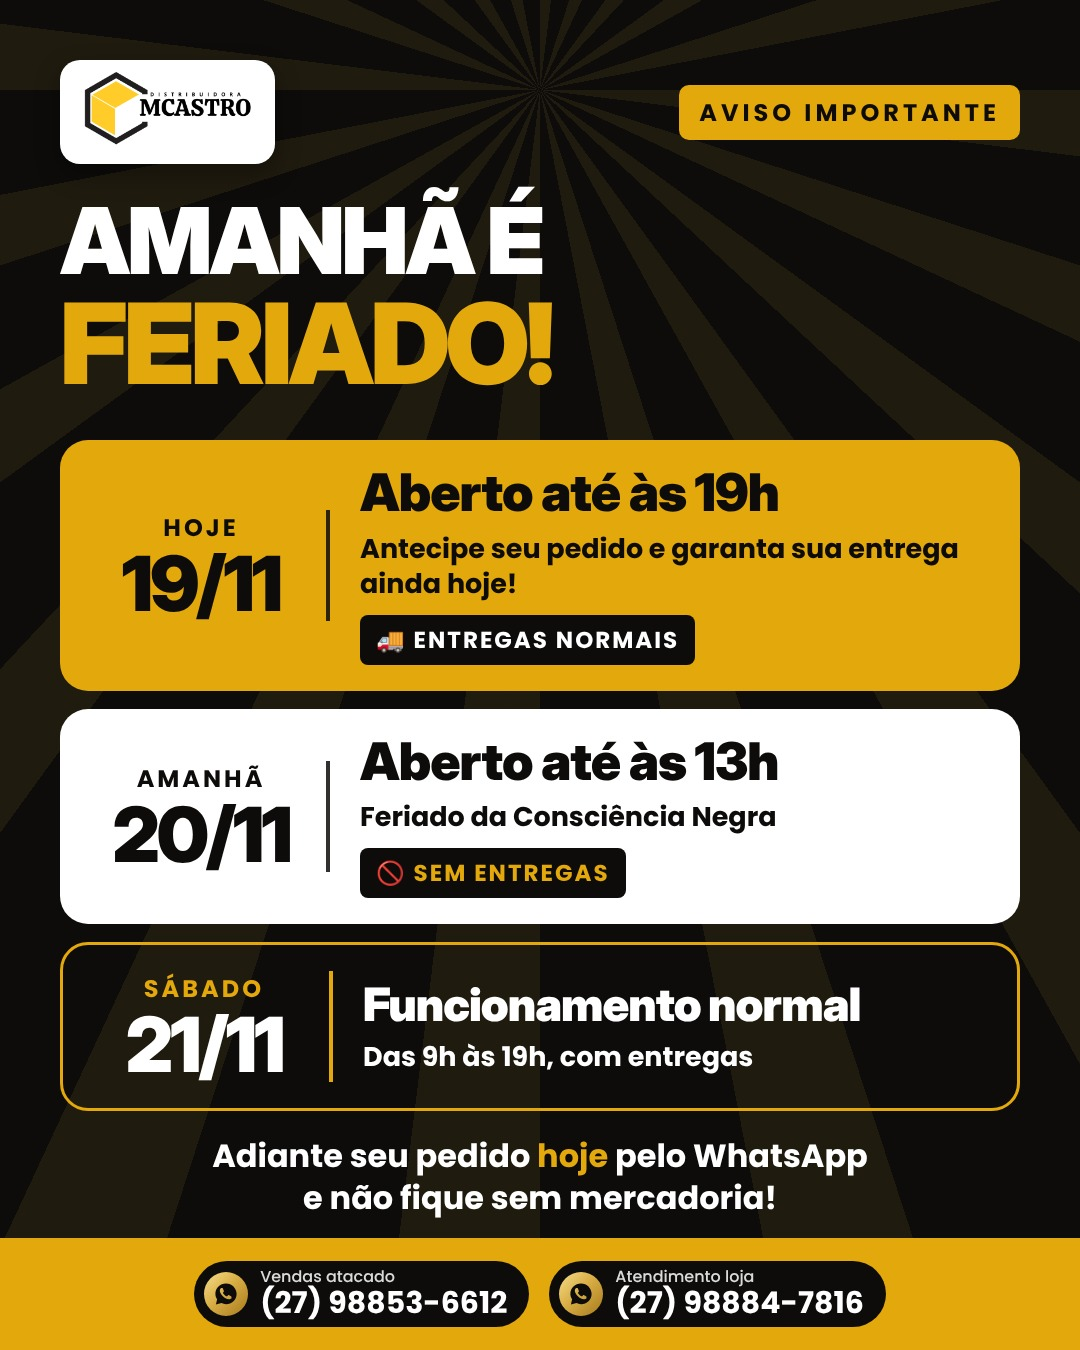 DISTRIBUIDORA
MCASTRO
AVISO IMPORTANTE
AMANHÃ É
FERIADO!
HOJE
19/11
Aberto até às 19h
Antecipe seu pedido e garanta sua entrega
ainda hoje!
🚚 ENTREGAS NORMAIS
AMANHÃ
20/11
Aberto até às 13h
Feriado da Consciência Negra
🚫 SEM ENTREGAS
SÁBADO
21/11
Funcionamento normal
Das 9h às 19h, com entregas
Adiante seu pedido hoje pelo WhatsApp
e não fique sem mercadoria!
Vendas atacado
(27) 98853-6612
Atendimento loja
(27) 98884-7816